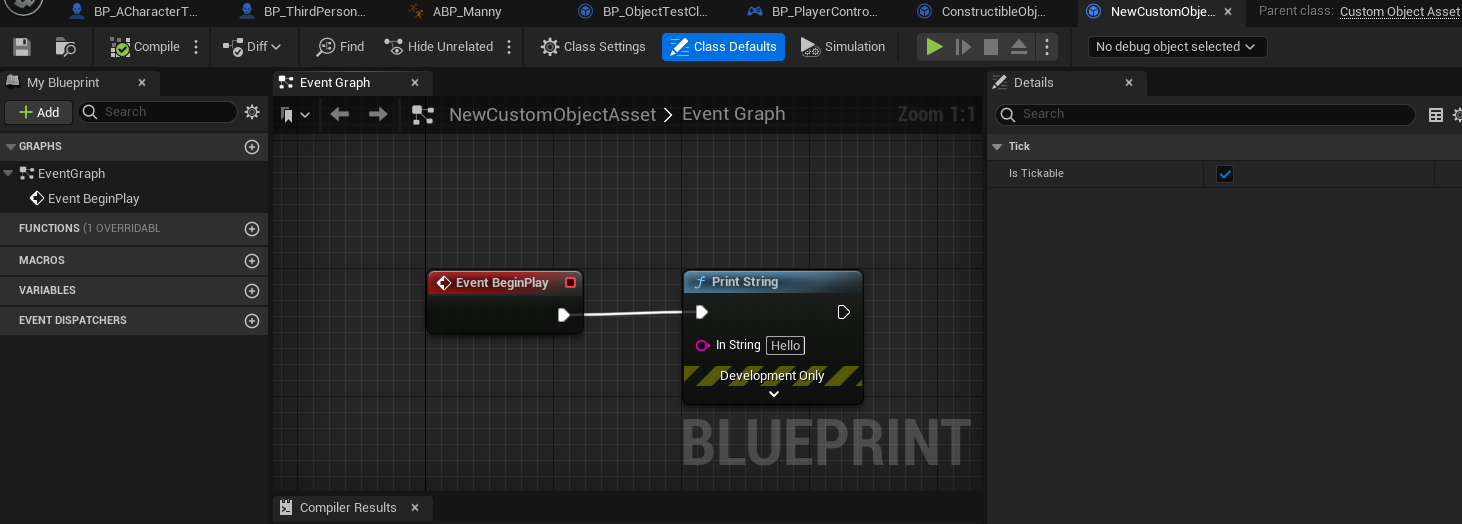 BP_ACharacterT...
BP_ThirdPerson...
ABP_Manny
BP_ObjectTestCl...
BP_PlayerContro...
ConstructibleObj...
NewCustomObje...
Parent class: Custom Object Asset
Compile
Diff
Find
Hide Unrelated
Class Settings
Class Defaults
Simulation
No debug object selected
My Blueprint
Event Graph
Details
Add
Search
NewCustomObjectAsset > Event Graph
Zoom 1:1
Search
GRAPHS
EventGraph
Event BeginPlay
FUNCTIONS (1 OVERRIDABL
MACROS
VARIABLES
EVENT DISPATCHERS
Tick
Is Tickable
Event BeginPlay
Print String
In String Hello
Development Only
BLUEPRINT
Compiler Results